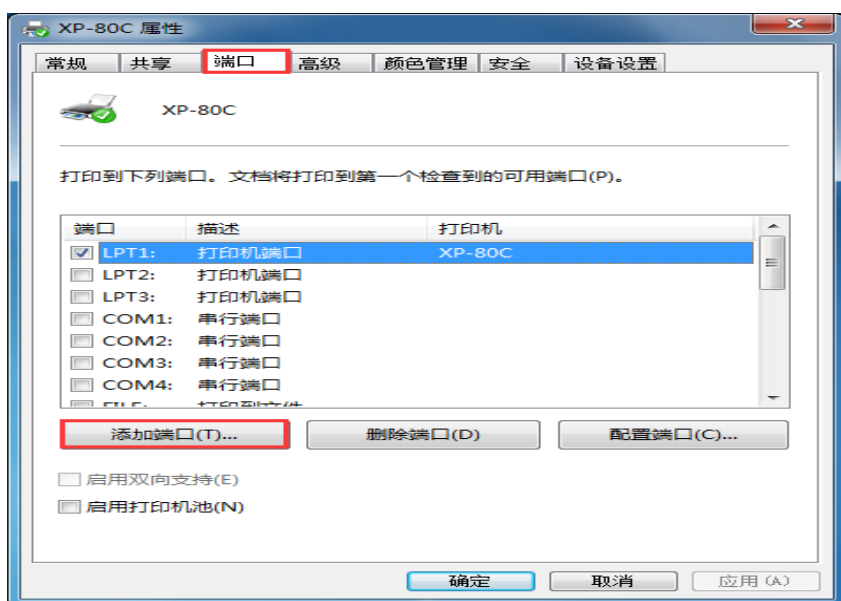 XP-80C 属性
常规 共享 端口 高级 颜色管理 安全 设备设置
XP-80C
打印到下列端口。文档将打印到第一个检查到的可用端口(P)。
端口 描述 打印机
LPT1: 打印机端口 XP-80C
LPT2: 打印机端口
LPT3: 打印机端口
COM1: 串行端口
COM2: 串行端口
COM3: 串行端口
COM4: 串行端口
FILE: 打印到文件
添加端口(T)... 删除端口(D) 配置端口(C)...
启用双向支持(E)
启用打印机池(N)
确定 取消 应用(A)